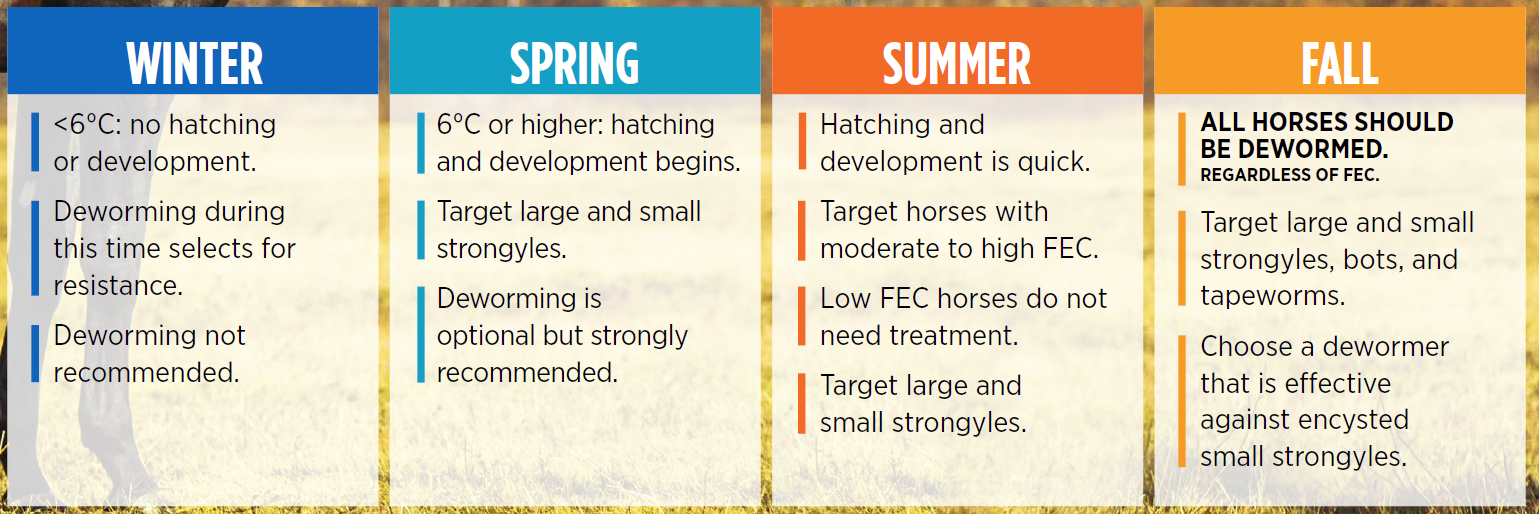 WINTER
<6°C: no hatching
or development.
Deworming during
this time selects for
resistance.
Deworming not
recommended.
SPRING
6°C or higher: hatching
and development begins.
Target large and small
strongyles.
Deworming is
optional but strongly
recommended.
SUMMER
Hatching and
development is quick.
Target horses with
moderate to high FEC.
Low FEC horses do not
need treatment.
Target large and
small strongyles.
FALL
ALL HORSES SHOULD
BE DEWORMED.
REGARDLESS OF FEC.
Target large and small
strongyles, bots, and
tapeworms.
Choose a dewormer
that is effective
against encysted
small strongyles.